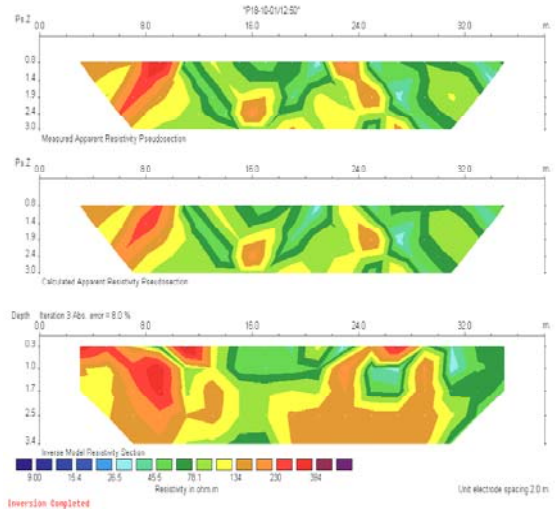 "P18-10-01/12:50"
Ps.Z 0.0 8.0 16.0 24.0 32.0 m.
0.8
1.4
1.9
2.4
3.0
Measured Apparent Resistivity Pseudosection
Ps.Z 0.0 8.0 16.0 24.0 32.0 m.
0.8
1.4
1.9
2.4
3.0
Calculated Apparent Resistivity Pseudosection
Depth Iteration 3 Abs. error = 8.0 %
0.0 8.0 16.0 24.0 32.0 m.
0.3
1.0
1.7
2.5
3.4
Inverse Model Resistivity Section
9.00 15.4 26.5 45.5 78.1 134 230 394
Resistivity in ohm.m
Unit electrode spacing 2.0 m.
Inversion Completed